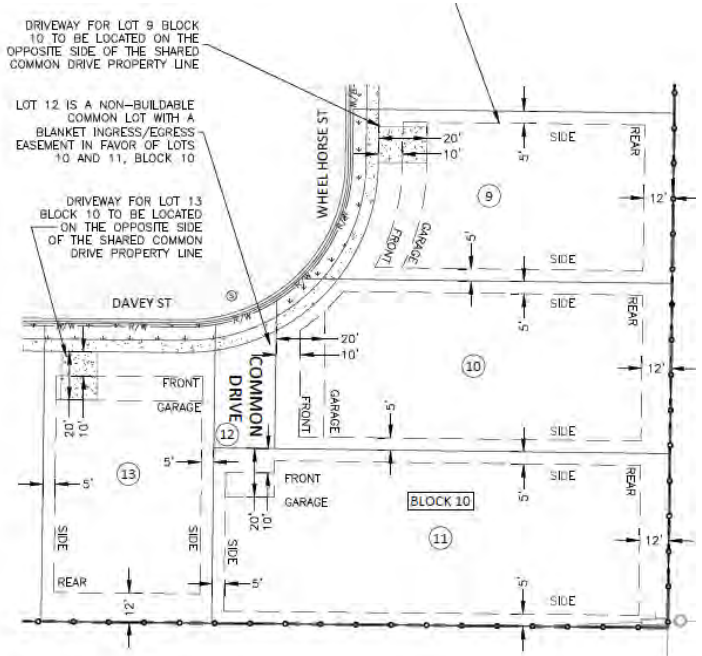 DRIVEWAY FOR LOT 9 BLOCK
10 TO BE LOCATED ON THE
OPPOSITE SIDE OF THE SHARED
COMMON DRIVE PROPERTY LINE
LOT 12 IS A NON-BUILDABLE
COMMON LOT WITH A
BLANKET INGRESS/EGRESS
EASEMENT IN FAVOR OF LOTS
10 AND 11, BLOCK 10
DRIVEWAY FOR LOT 13
BLOCK 10 TO BE LOCATED
ON THE OPPOSITE SIDE
OF THE SHARED COMMON
DRIVE PROPERTY LINE
WHEEL HORSE ST
R/W
R/W
DAVEY ST
S
R/W
R/W
R/W
5'
SIDE
REAR
20'
10'
9
12'
FRONT
GARAGE
5'
SIDE
5'
SIDE
REAR
20'
10'
10
12'
FRONT
GARAGE
5'
SIDE
COMMON
DRIVE
12
FRONT
GARAGE
20'
10'
5'
13
5'
SIDE
SIDE
REAR
12'
5'
SIDE
REAR
FRONT
GARAGE
20'
10'
BLOCK 10
11
12'
SIDE
5'
5'
SIDE